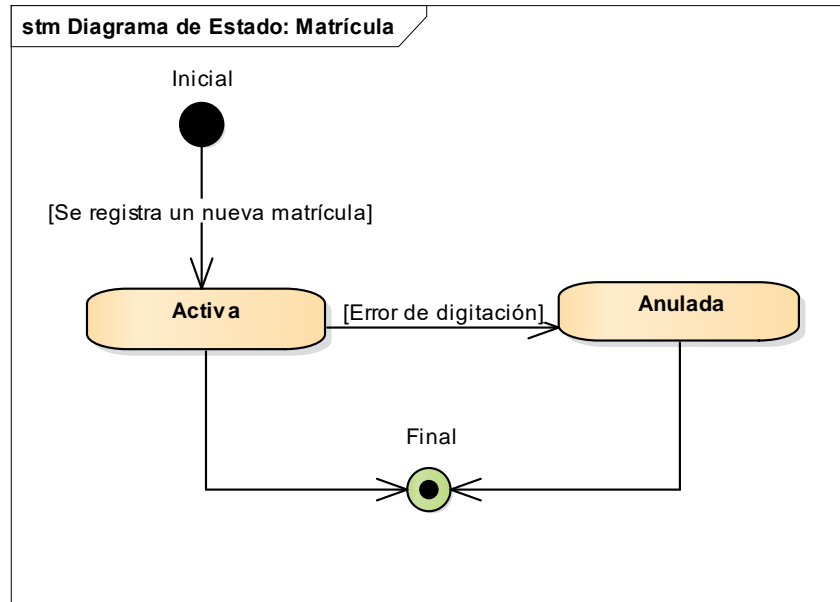 stm Diagrama de Estado: Matrícula
Inicial
[Se registra un nueva matrícula]
Activa
[Error de digitación]
Anulada
Final